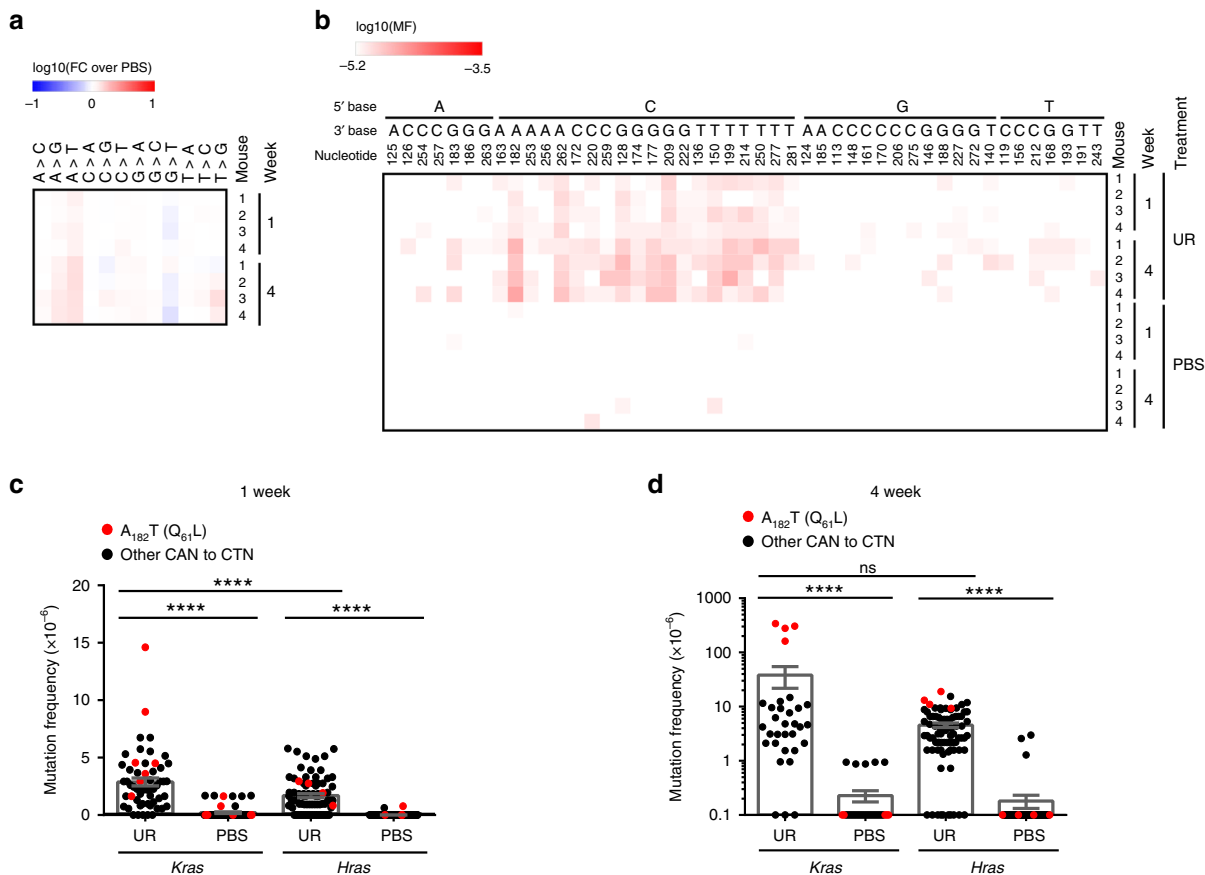 a
log10(FC over PBS)
−1 0 1
A > C
A > G
A > T
C > A
C > G
C > T
G > A
G > C
G > T
T > A
T > C
T > G
Mouse
Week
1
2
3
4
1
1
2
3
4
4
b
log10(MF)
−5.2 −3.5
5′ base A C G T
3′ base A C C C G G G A A A A A C C C G G G G G T T T T T T T A A C C C C C C G G G G T C C C G G T T
Nucleotide 125 126 254 257 183 186 263 163 182 253 256 262 172 220 259 128 174 177 209 222 136 150 199 214 250 277 281 124 185 113 148 161 170 206 275 146 188 227 272 140 119 156 212 168 193 191 243
Mouse
Week
Treatment
1
2
3
4
1
1
2
3
4
4
UR
1
2
3
4
1
1
2
3
4
4
PBS
c
1 week
A182T (Q61L)
Other CAN to CTN
****
**** ****
Mutation frequency (×10−6)
20
15
10
5
0
UR PBS UR PBS
Kras Hras
d
4 week
A182T (Q61L)
Other CAN to CTN
ns
**** ****
Mutation frequency (×10−6)
1000
100
10
1
0.1
UR PBS UR PBS
Kras Hras